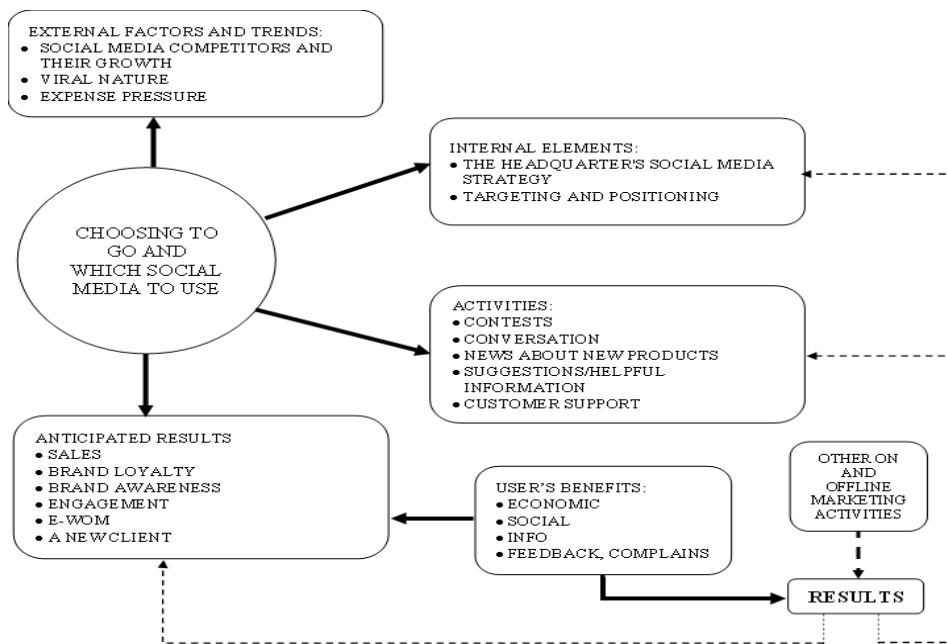 EXTERNAL FACTORS AND TRENDS:
● SOCIAL MEDIA COMPETITORS AND
THEIR GROWTH
● VIRAL NATURE
● EXPENSE PRESSURE
INTERNAL ELEMENTS:
● THE HEADQUARTER'S SOCIAL MEDIA
STRATEGY
● TARGETING AND POSITIONING
CHOOSING TO
GO AND
WHICH SOCIAL
MEDIA TO USE
ACTIVITIES:
● CONTESTS
● CONVERSATION
● NEWS ABOUT NEW PRODUCTS
● SUGGESTIONS/HELPFUL
INFORMATION
● CUSTOMER SUPPORT
ANTICIPATED RESULTS
● SALES
● BRAND LOYALTY
● BRAND AWARENESS
● ENGAGEMENT
● E-WOM
● A NEW CLIENT
USER'S BENEFITS:
● ECONOMIC
● SOCIAL
● INFO
● FEEDBACK, COMPLAINS
OTHER ON
AND
OFFLINE
MARKETING
ACTIVITIES
RESULTS